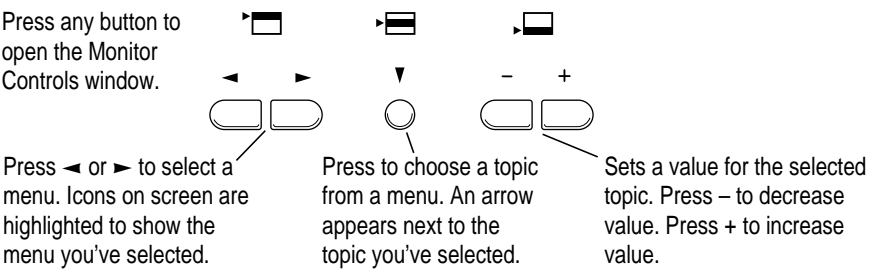 Press any button to
open the Monitor
Controls window.
◄ ► ▼ – +
Press ◄ or ► to select a
menu. Icons on screen are
highlighted to show the
menu you've selected.
Press to choose a topic
from a menu. An arrow
appears next to the
topic you've selected.
Sets a value for the selected
topic. Press – to decrease
value. Press + to increase
value.